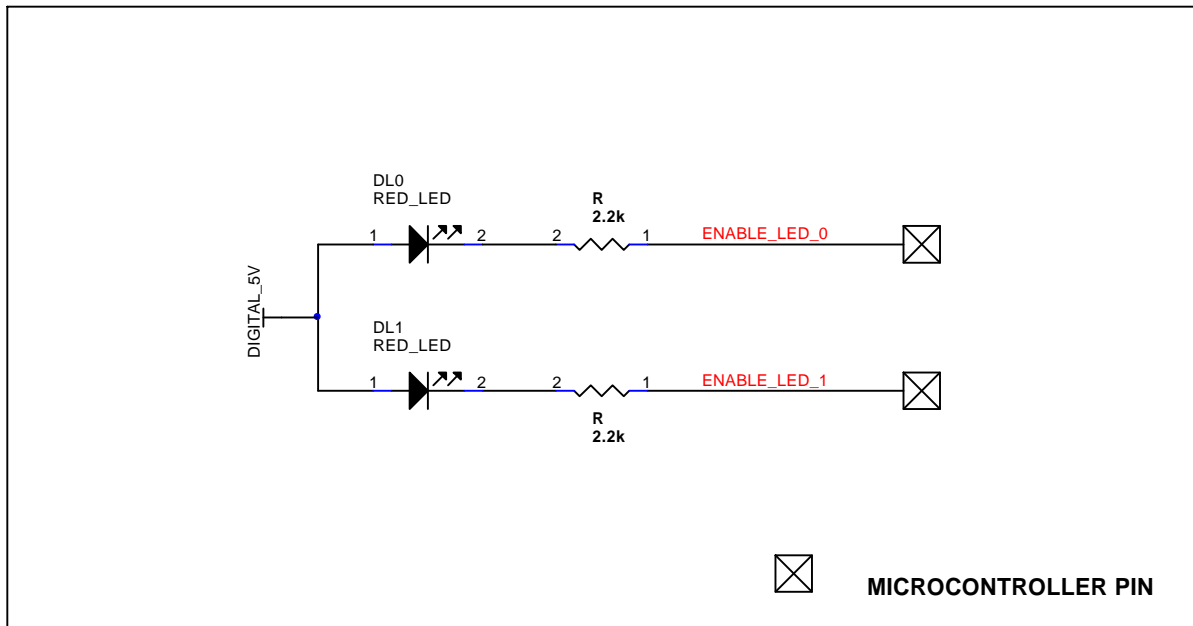 DL0
RED_LED
R
2.2k
1
2
2
1
ENABLE_LED_0
DIGITAL_5V
DL1
RED_LED
1
2
2
1
ENABLE_LED_1
R
2.2k
MICROCONTROLLER PIN